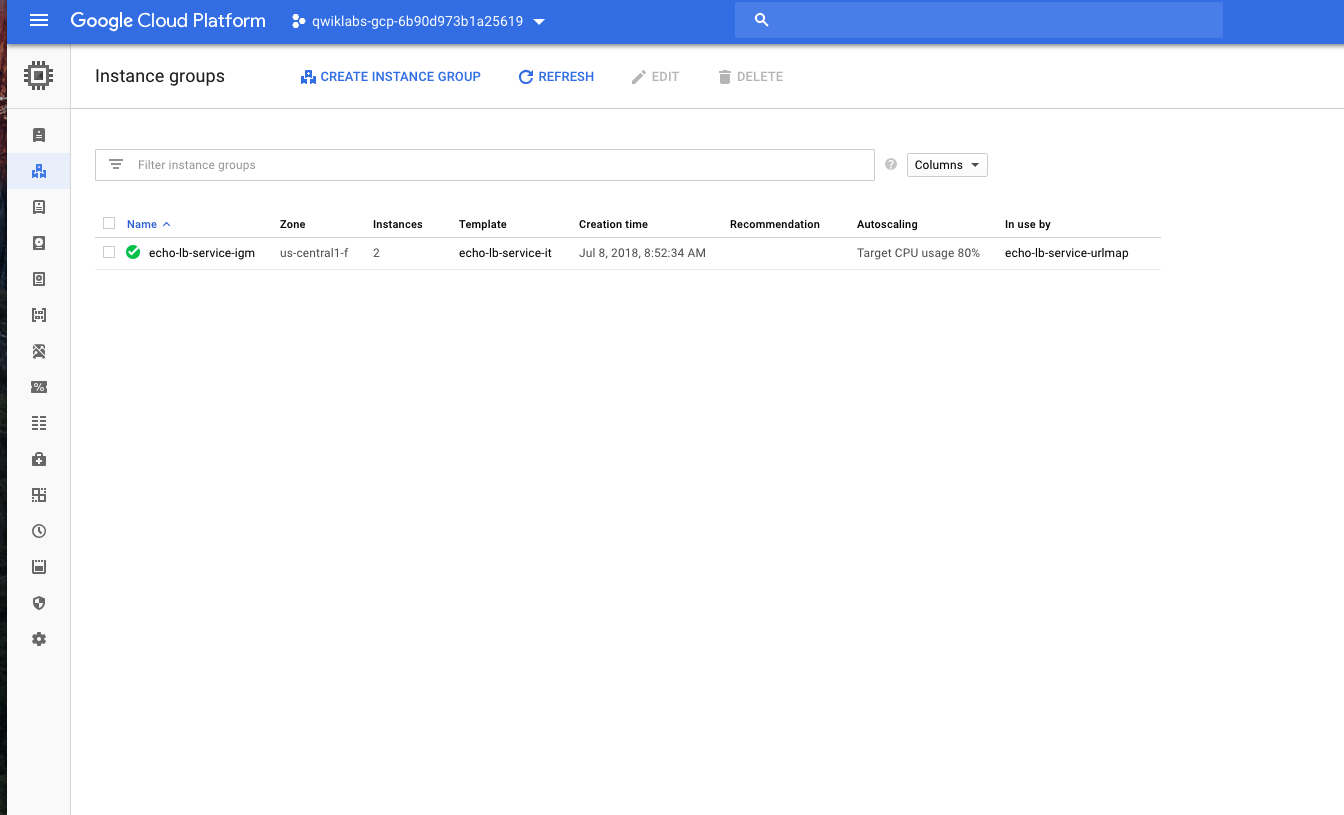 Google Cloud Platform qwiklabs-gcp-6b90d973b1a25619
Instance groups CREATE INSTANCE GROUP REFRESH EDIT DELETE
Filter instance groups ? Columns
Name Zone Instances Template Creation time Recommendation Autoscaling In use by
echo-lb-service-igm us-central1-f 2 echo-lb-service-it Jul 8, 2018, 8:52:34 AM Target CPU usage 80% echo-lb-service-urlmap
%